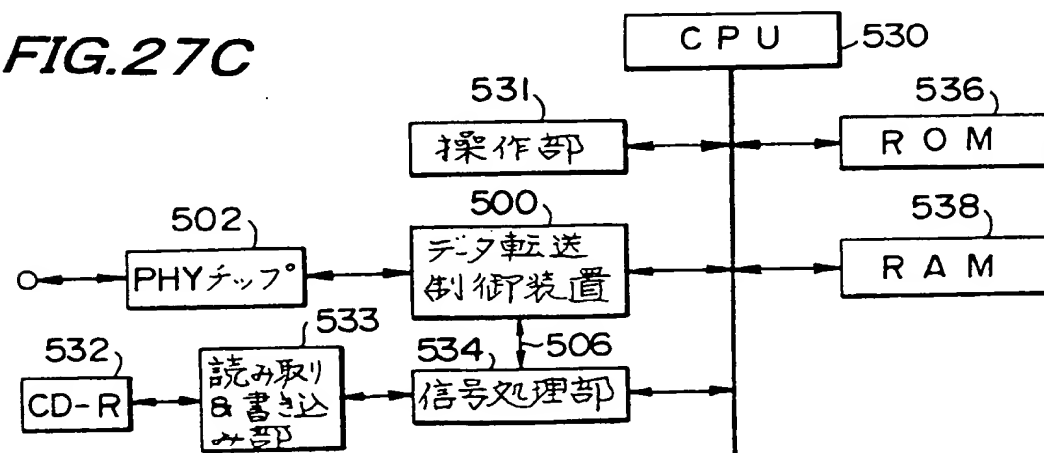 FIG.27C
CPU
530
531
操作部
536
ROM
502
PHYチップ
500
データ転送
制御装置
538
RAM
506
532
CD-R
533
読み取り
&書き込
み部
534
信号処理部